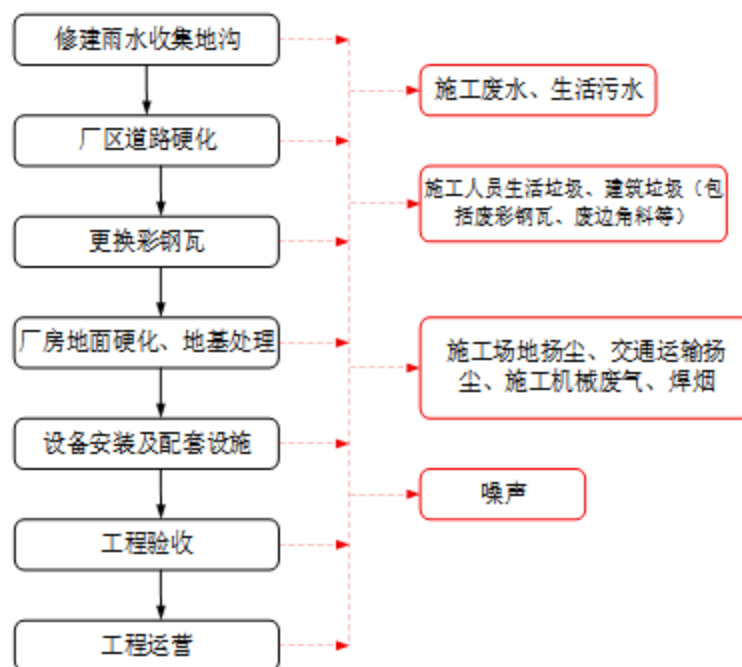 修建雨水收集地沟
厂区道路硬化
更换彩钢瓦
厂房地面硬化、地基处理
设备安装及配套设施
工程验收
工程运营
施工废水、生活污水
施工人员生活垃圾、建筑垃圾（包
括废彩钢瓦、废边角料等）
施工场地扬尘、交通运输扬
尘、施工机械废气、焊烟
噪声